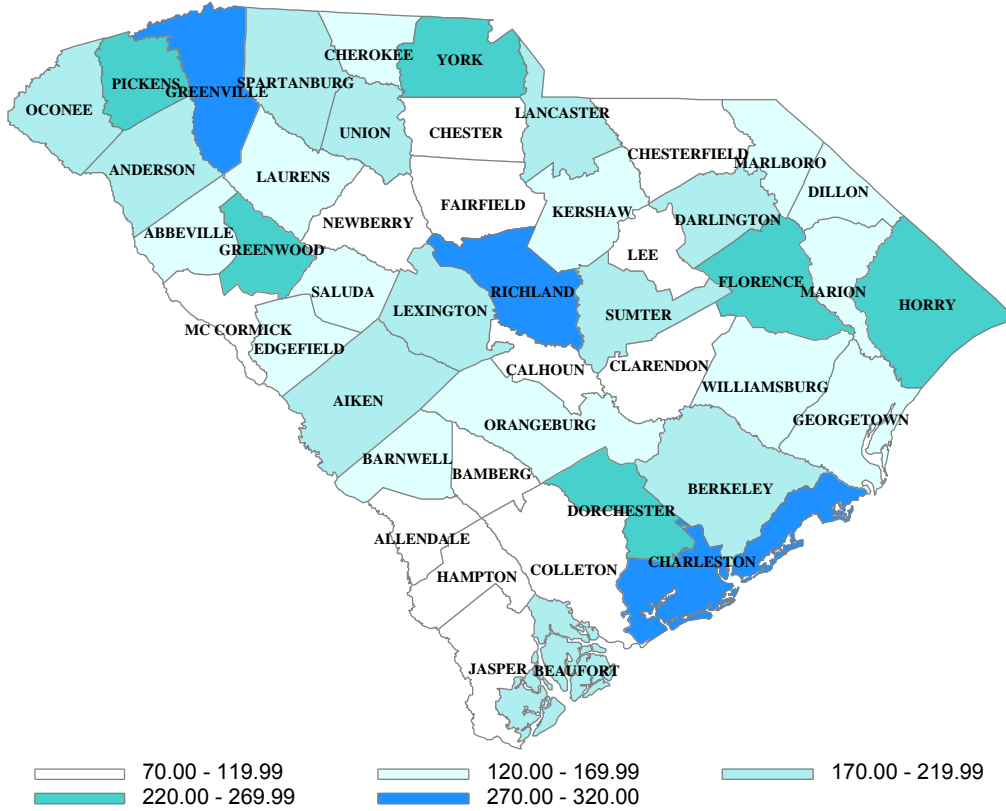 CHEROKEE
YORK
PICKENS
SPARTANBURG
GREENVILLE
OCONEE
LANCASTER
UNION
CHESTER
CHESTERFIELD
MARLBORO
ANDERSON
LAURENS
DILLON
FAIRFIELD
KERSHAW
NEWBERRY
DARLINGTON
ABBEVILLE
GREENWOOD
LEE
FLORENCE
SALUDA
RICHLAND
MARION
HORRY
LEXINGTON
SUMTER
MC CORMICK
EDGEFIELD
CALHOUN
CLARENDON
WILLIAMSBURG
AIKEN
GEORGETOWN
ORANGEBURG
BARNWELL
BAMBERG
BERKELEY
DORCHESTER
ALLENDALE
CHARLESTON
COLLETON
HAMPTON
JASPER
BEAUFORT
70.00 - 119.99
120.00 - 169.99
170.00 - 219.99
220.00 - 269.99
270.00 - 320.00